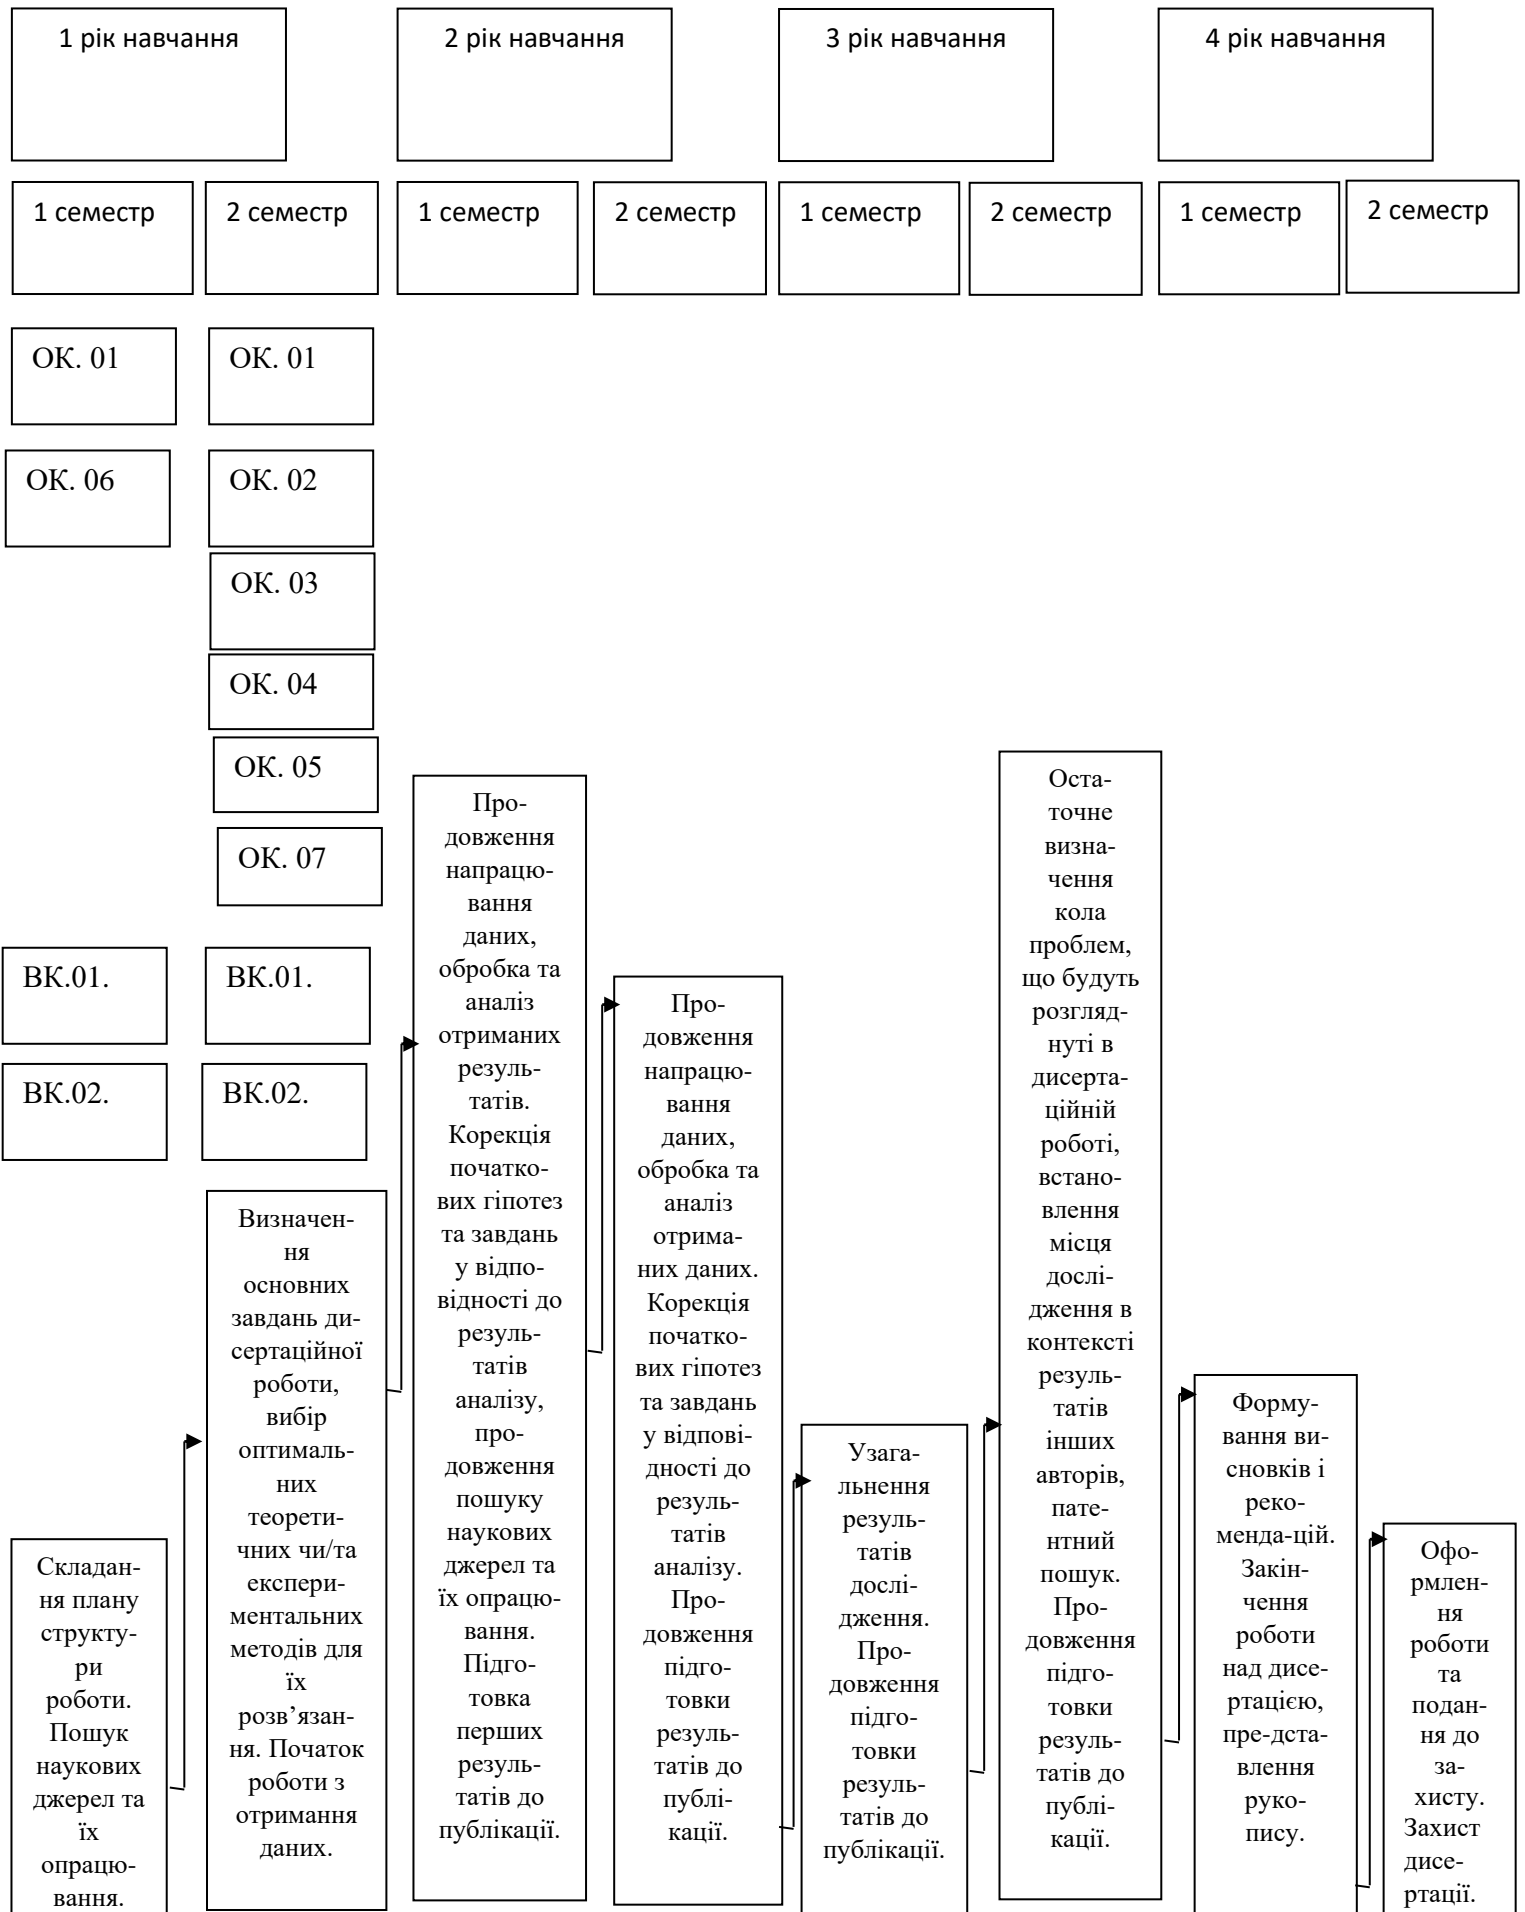 1 рік навчання
2 рік навчання
3 рік навчання
4 рік навчання
1 семестр
2 семестр
1 семестр
2 семестр
1 семестр
2 семестр
1 семестр
2 семестр
ОК. 01
ОК. 01
ОК. 06
ОК. 02
ОК. 03
ОК. 04
ОК. 05
ОК. 07
ВК.01.
ВК.01.
ВК.02.
ВК.02.
Складан-
ня плану
структу-
ри
роботи.
Пошук
наукових
джерел та
їх
опрацю-
вання.
Визначен-
ня
основних
завдань ди-
сертаційної
роботи,
вибір
оптималь-
них
теорети-
чних чи/та
експери-
ментальних
методів для
їх
розв’язан-
ня. Початок
роботи з
отримання
даних.
Про-
довження
напрацю-
вання
даних,
обробка та
аналіз
отриманих
резуль-
татів.
Корекція
початко-
вих гіпотез
та завдань
у відпо-
відності до
резуль-
татів
аналізу,
про-
довження
пошуку
наукових
джерел та
їх опрацю-
вання.
Підго-
товка
перших
резуль-
татів до
публікації.
Про-
довження
напрацю-
вання
даних,
обробка та
аналіз
отрима-
них даних.
Корекція
початко-
вих гіпотез
та завдань
у відпові-
дності до
резуль-
татів
аналізу.
Про-
довження
підго-
товки
резуль-
татів до
публі-
кації.
Узага-
льнення
резуль-
татів
дослі-
дження.
Про-
довження
підго-
товки
резуль-
татів до
публікації.
Оста-
точне
визна-
чення
кола
проблем,
що будуть
розгляд-
нуті в
дисерта-
ційній
роботі,
встано-
влення
місця
дослі-
дження в
контексті
резуль-
татів
інших
авторів,
пате-
нтний
пошук.
Про-
довження
підго-
товки
резуль-
татів до
публі-
кації.
Форму-
вання ви-
сновків і
реко-
менда-цій.
Закін-
чення
роботи
над дисе-
ртацією,
пре-дста-
влення
руко-
пису.
Офо-
рмлен-
ня
роботи
та
подан-
ня до
за-
хисту.
Захист
дисе-
ртації.